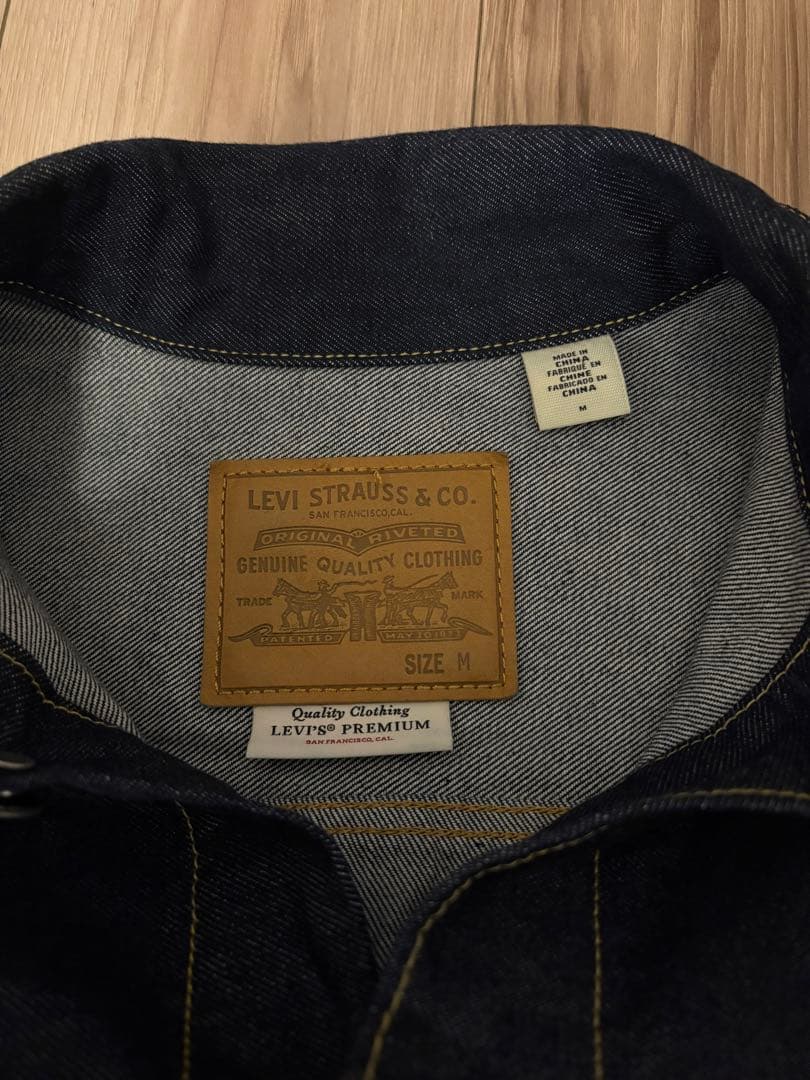 MADE IN
CHINA
FABRIQUÉ EN
CHINE
FABRICADO EN
CHINA
M
LEVI STRAUSS & CO.
SAN FRANCISCO, CAL.
ORIGINAL RIVETED
GENUINE QUALITY CLOTHING
TRADE MARK
PATENTED MAY 20 1873
SIZE M
Quality Clothing
LEVI'S® PREMIUM
SAN FRANCISCO, CAL.